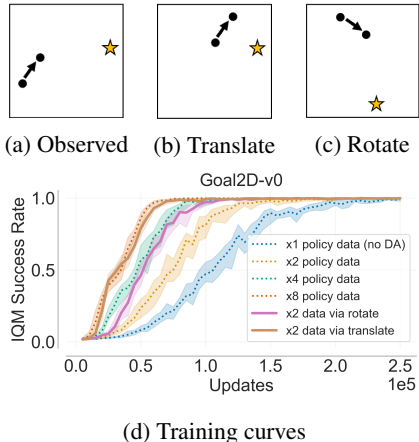 (a) Observed
(b) Translate
(c) Rotate
Goal2D-v0
IQM Success Rate
1.0
0.5
0.0
x1 policy data (no DA)
x2 policy data
x4 policy data
x8 policy data
x2 data via rotate
x2 data via translate
0.0
0.5
1.0
1.5
2.0
2.5
Updates
1e5
(d) Training curves